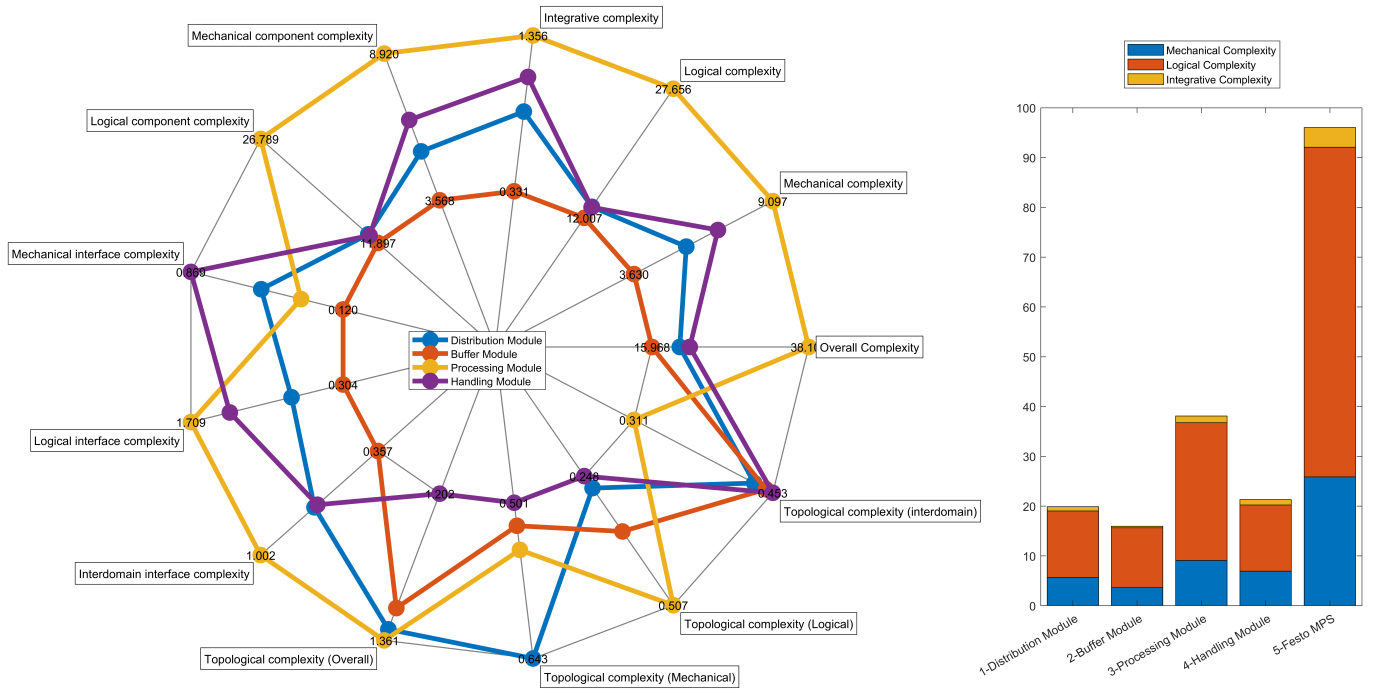 Integrative complexity
1.356
Mechanical component complexity
8.920
Logical complexity
27.656
Logical component complexity
26.789
Mechanical complexity
9.097
3.568
0.331
12.007
11.897
3.630
Mechanical interface complexity
0.869
0.120
15.968
38.10
Overall Complexity
Distribution Module
Buffer Module
Processing Module
Handling Module
0.304
1.709
Logical interface complexity
0.311
0.357
0.248
1.202
0.501
0.453
Topological complexity (interdomain)
1.002
Interdomain interface complexity
0.507
Topological complexity (Logical)
1.361
Topological complexity (Overall)
0.643
Topological complexity (Mechanical)
Mechanical Complexity
Logical Complexity
Integrative Complexity
100
90
80
70
60
50
40
30
20
10
0
1-Distribution Module
2-Buffer Module
3-Processing Module
4-Handling Module
5-Festo MPS